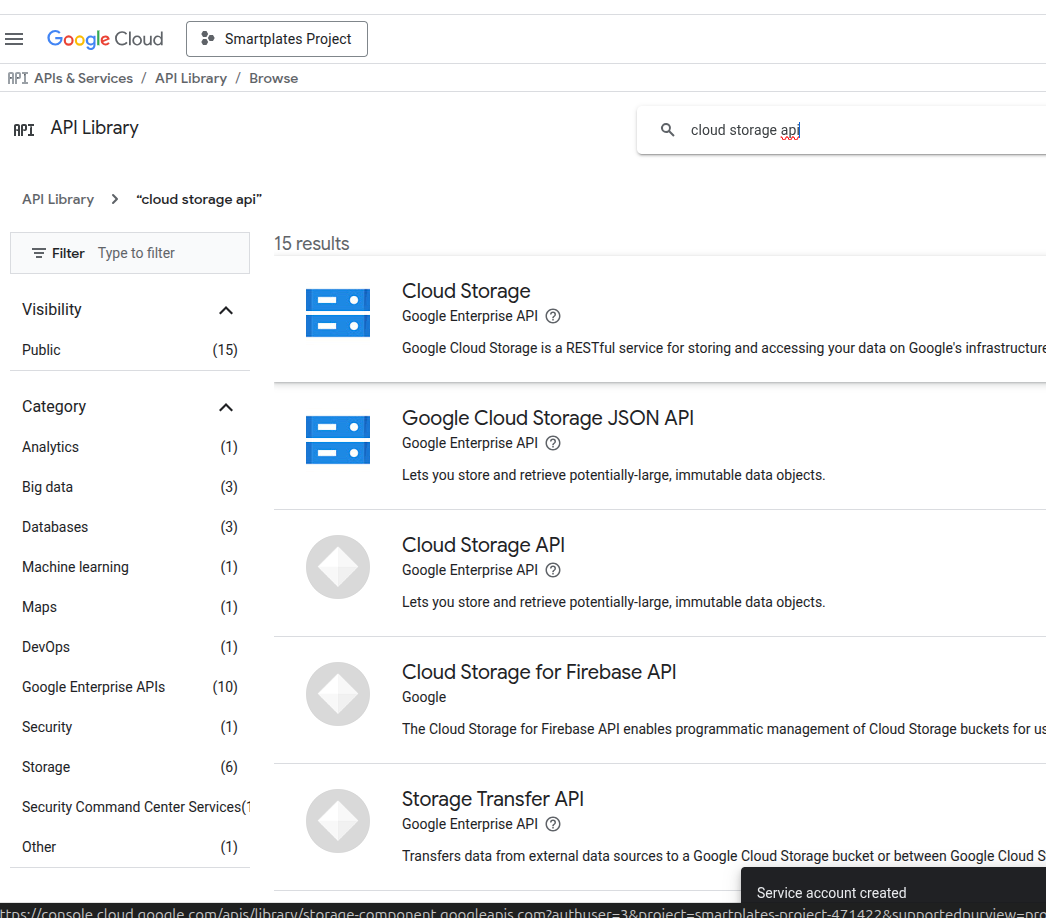 Google Cloud
Smartplates Project
API APIs & Services / API Library / Browse
API API Library
cloud storage api
API Library > “cloud storage api”
Filter Type to filter
15 results
Visibility
Public (15)
Category
Analytics (1)
Big data (3)
Databases (3)
Machine learning (1)
Maps (1)
DevOps (1)
Google Enterprise APIs (10)
Security (1)
Storage (6)
Security Command Center Services(1
Other (1)
Cloud Storage
Google Enterprise API ?
Google Cloud Storage is a RESTful service for storing and accessing your data on Google's infrastructure
Google Cloud Storage JSON API
Google Enterprise API ?
Lets you store and retrieve potentially-large, immutable data objects.
Cloud Storage API
Google Enterprise API ?
Lets you store and retrieve potentially-large, immutable data objects.
Cloud Storage for Firebase API
Google
The Cloud Storage for Firebase API enables programmatic management of Cloud Storage buckets for us
Storage Transfer API
Google Enterprise API ?
Transfers data from external data sources to a Google Cloud Storage bucket or between Google Cloud S
Service account created
ttps://console.cloud.google.com/apis/library/storage-component.googleapis.com?authuser=3&project=smartplates-project-471422&supportedpurview=pro